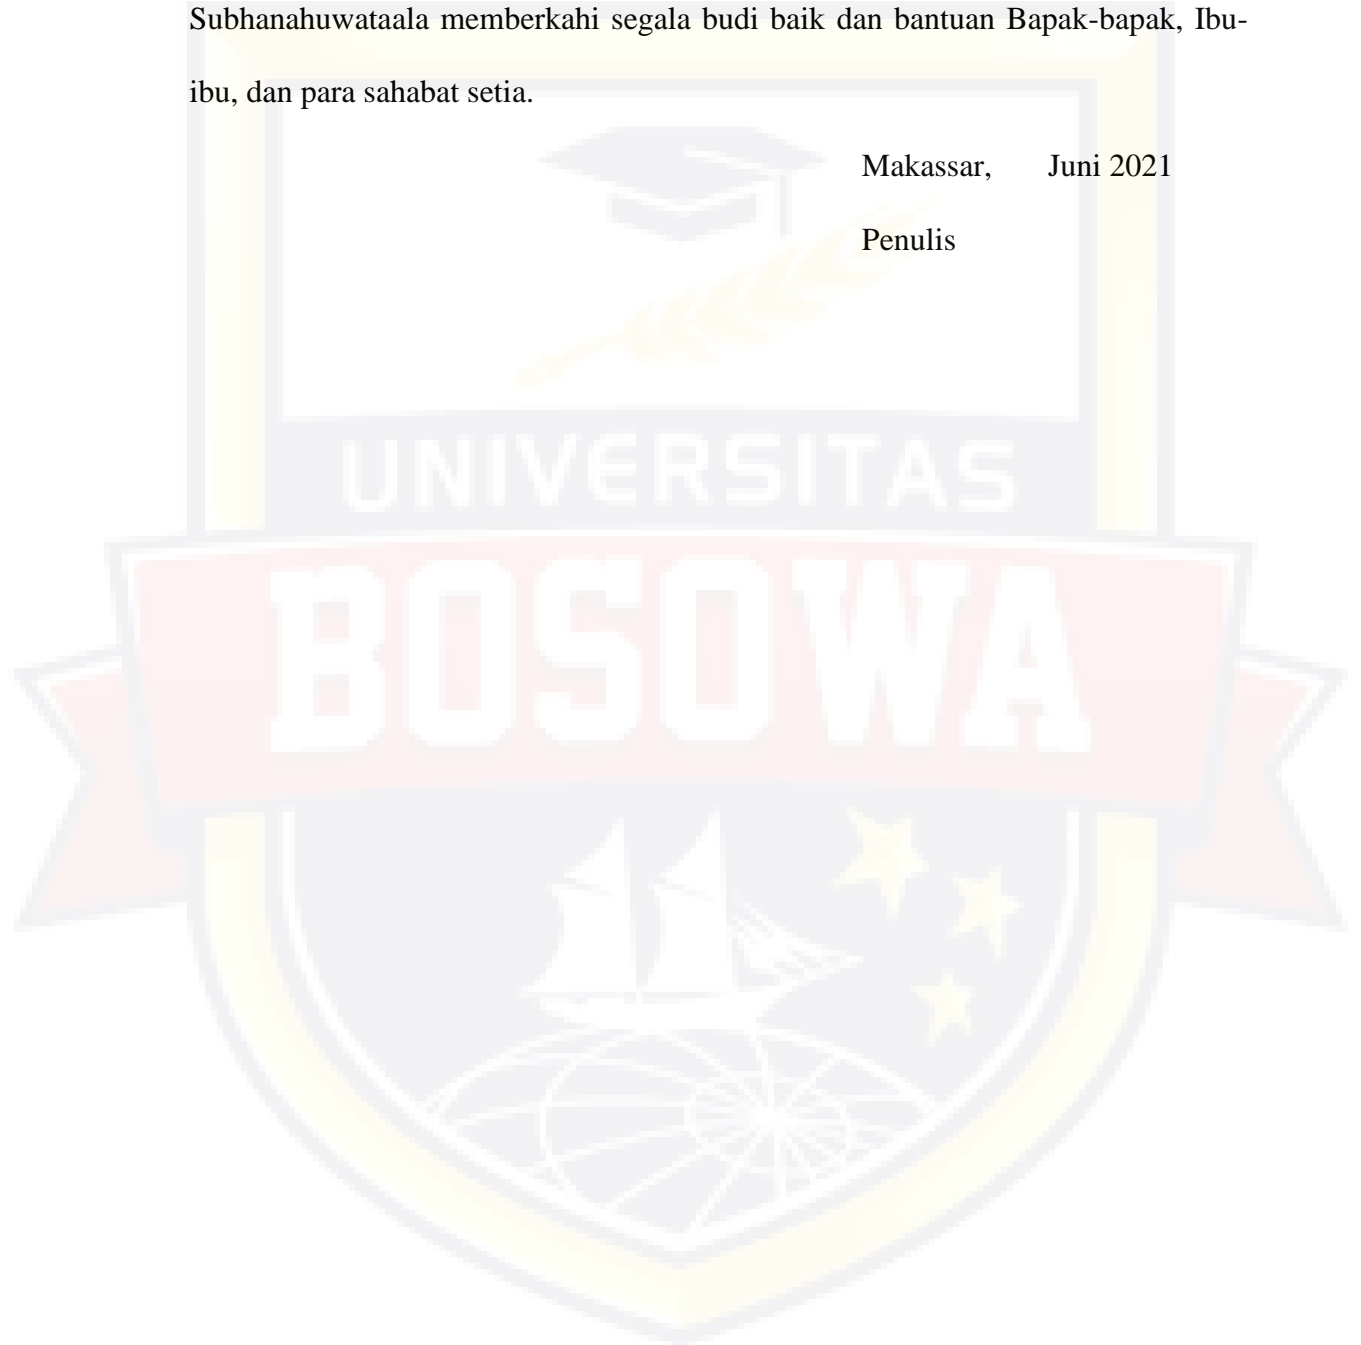 Subhanahuwataala memberkahi segala budi baik dan bantuan Bapak-bapak, Ibu-
ibu, dan para sahabat setia.
Makassar, Juni 2021
Penulis
UNIVERSITAS
BOSOWA